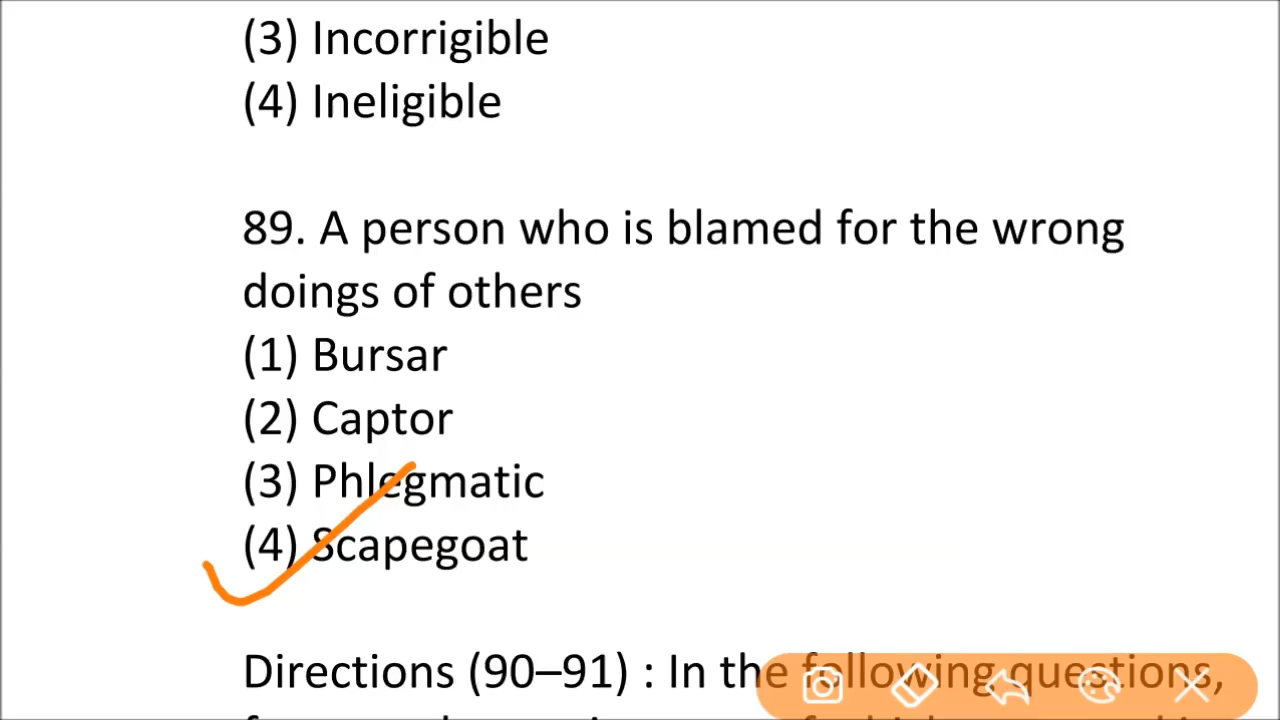 (3) Incorrigible
(4) Ineligible
89. A person who is blamed for the wrong
doings of others
(1) Bursar
(2) Captor
(3) Phlegmatic
(4) Scapegoat
Directions (90–91) : In the following questions,